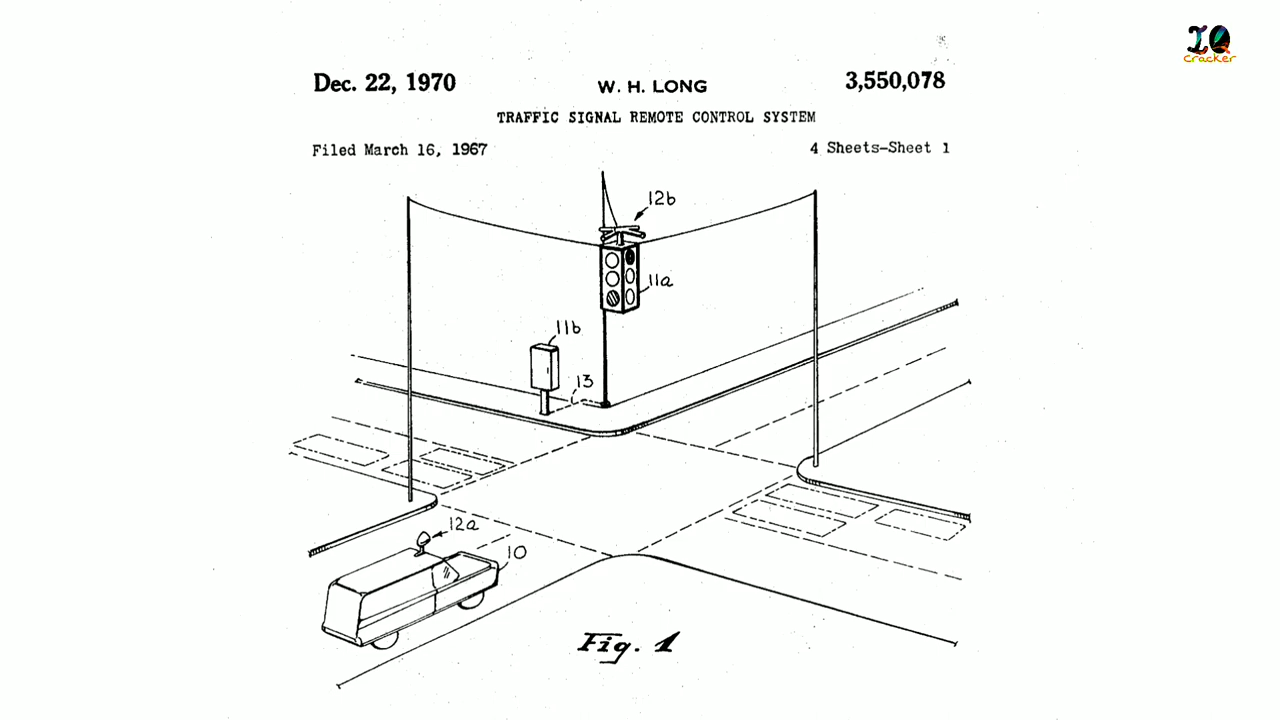 IQ
cracker
Dec. 22, 1970
W. H. LONG
3,550,078
TRAFFIC SIGNAL REMOTE CONTROL SYSTEM
Filed March 16, 1967
4 Sheets-Sheet 1
12b
11a
11b
13
12a
10
Fig. 1